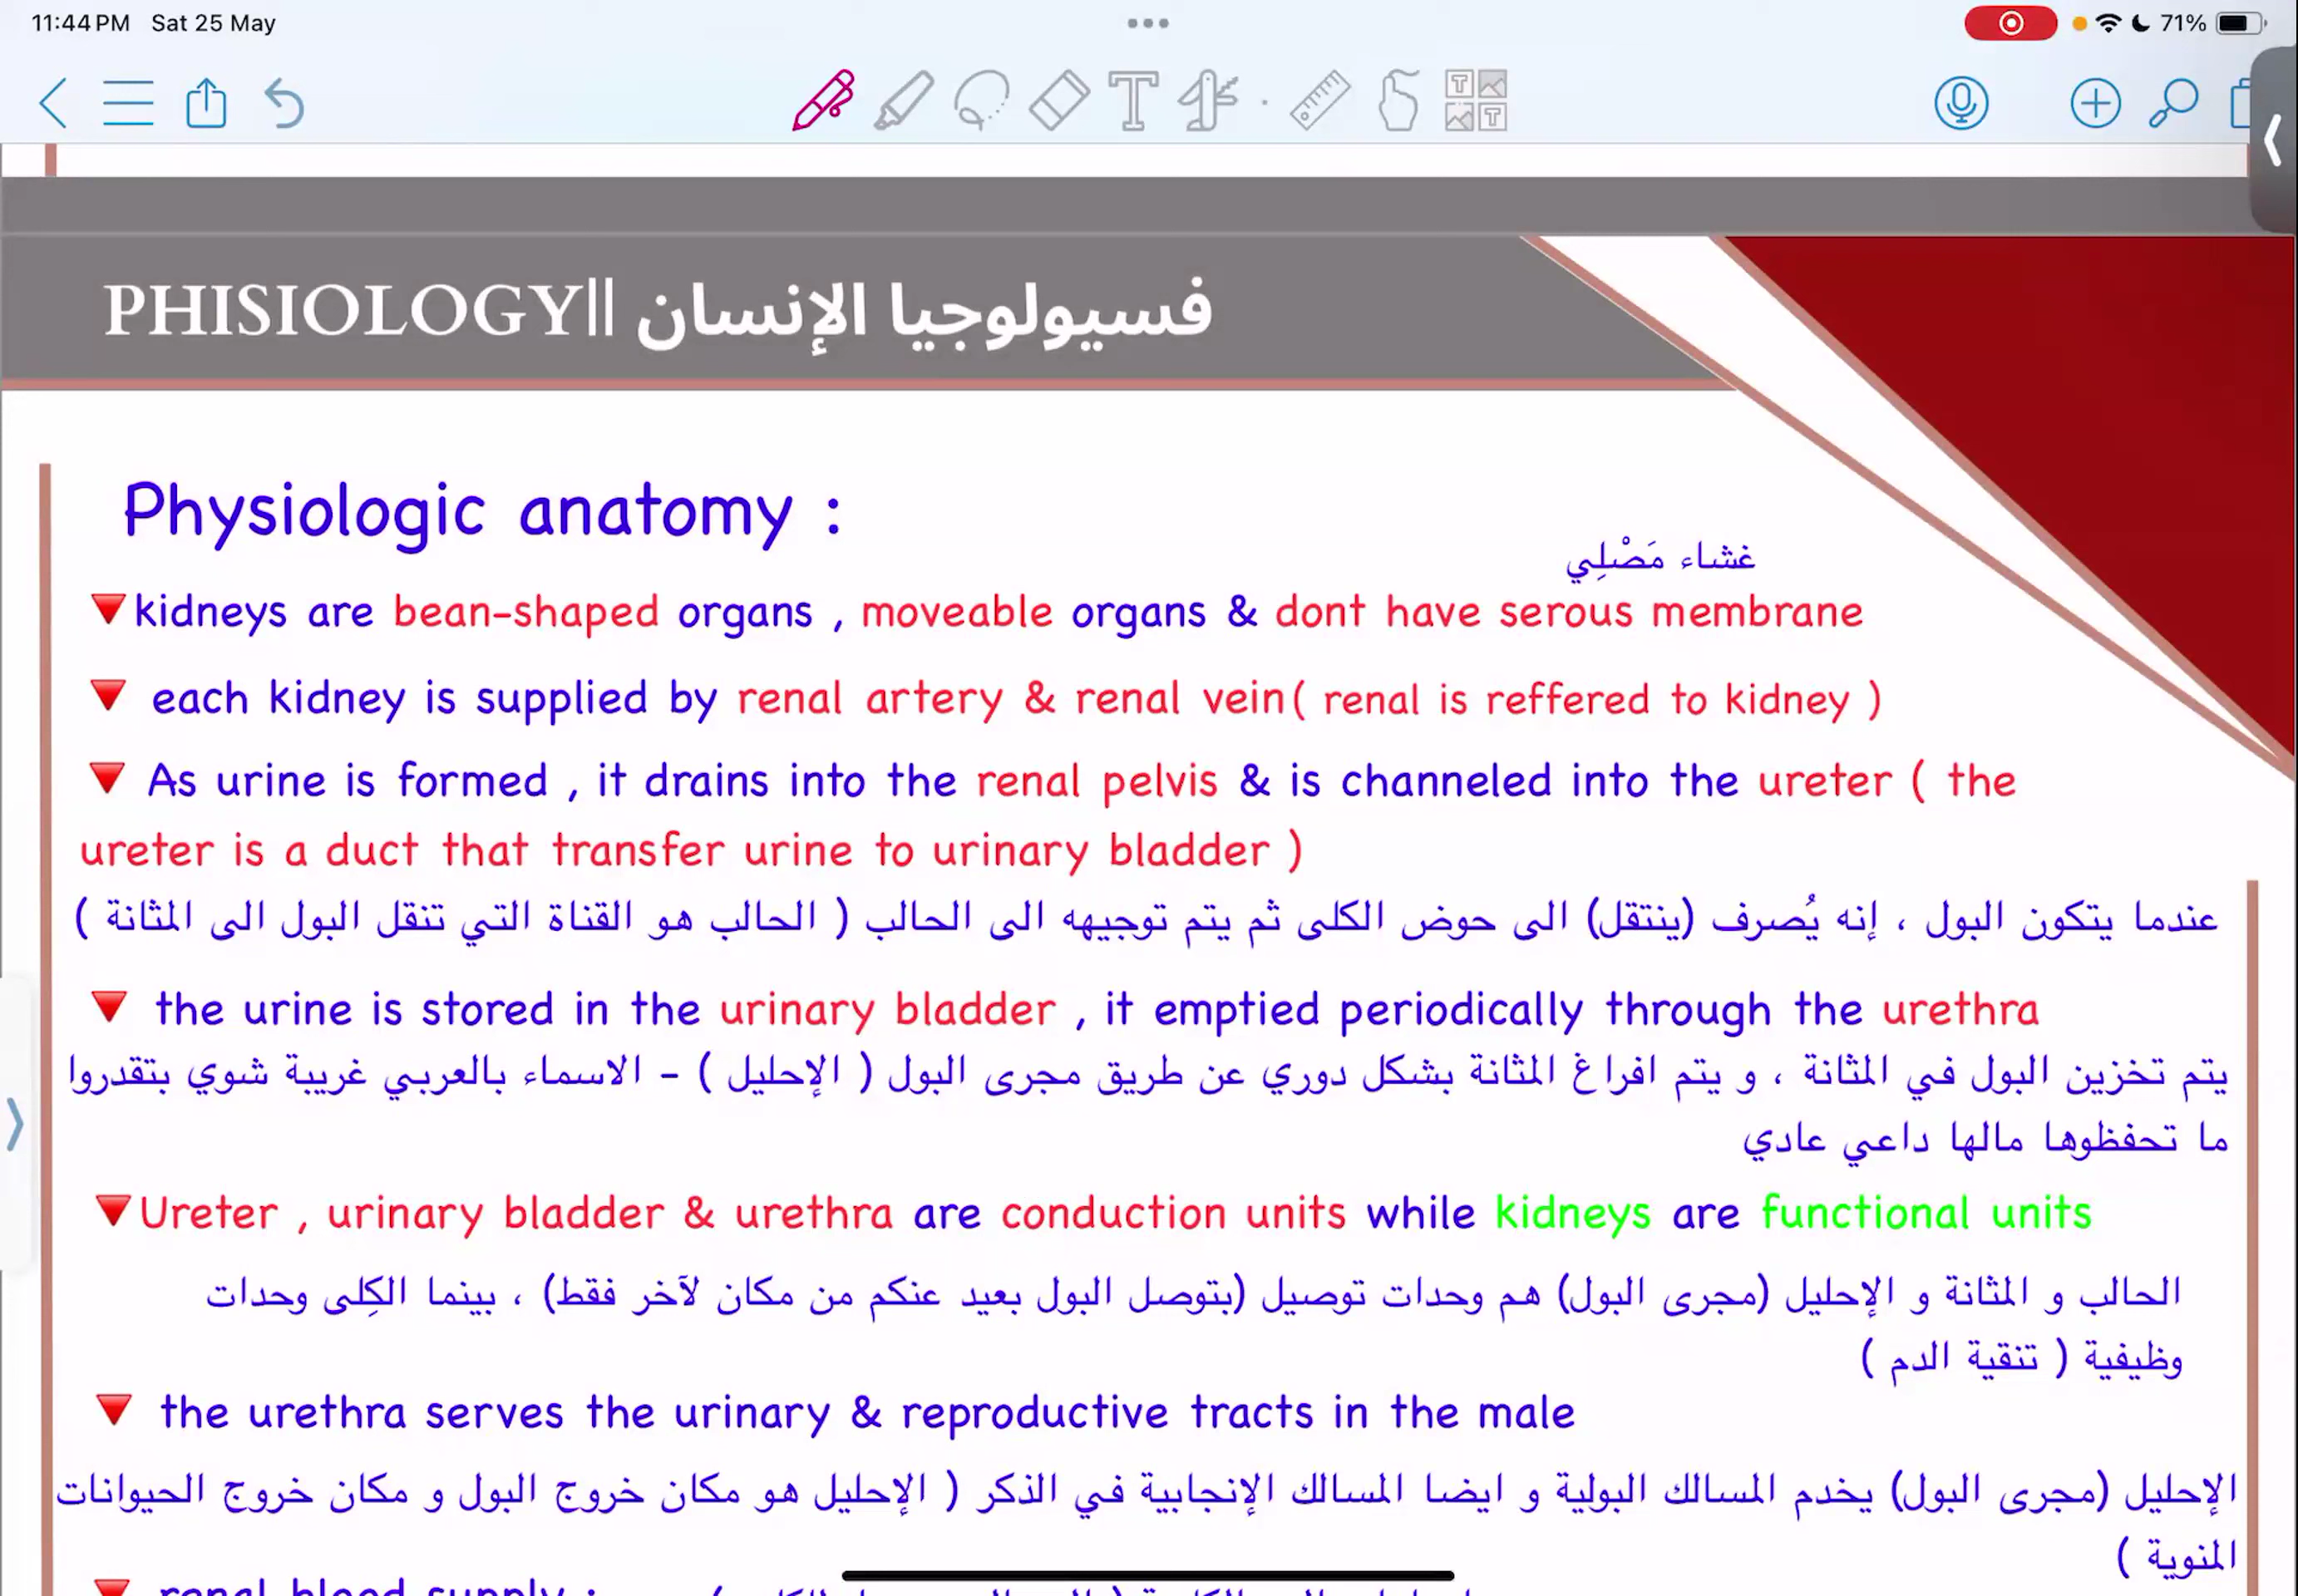 11:44 PM Sat 25 May
71%
PHISIOLOGY|| فسيولوجيا الإنسان
Physiologic anatomy :
غشاء مَصْلِي
kidneys are bean-shaped organs , moveable organs & dont have serous membrane
each kidney is supplied by renal artery & renal vein ( renal is reffered to kidney )
As urine is formed , it drains into the renal pelvis & is channeled into the ureter ( the
ureter is a duct that transfer urine to urinary bladder )
عندما يتكون البول ، إنه يُصرف (ينتقل) الى حوض الكلى ثم يتم توجيهه الى الحالب ( الحالب هو القناة التي تنقل البول الى المثانة )
the urine is stored in the urinary bladder , it emptied periodically through the urethra
يتم تخزين البول في المثانة ، و يتم افراغ المثانة بشكل دوري عن طريق مجرى البول ( الإحليل ) - الاسماء بالعربي غريبة شوي بتقدروا
ما تحفظوها مالها داعي عادي
Ureter , urinary bladder & urethra are conduction units while kidneys are functional units
الحالب و المثانة و الإحليل (مجرى البول) هم وحدات توصيل (بتوصل البول بعيد عنكم من مكان لآخر فقط) ، بينما الكِلى وحدات
وظيفية ( تنقية الدم )
the urethra serves the urinary & reproductive tracts in the male
الإحليل (مجرى البول) يخدم المسالك البولية و ايضا المسالك الإنجابية في الذكر ( الإحليل هو مكان خروج البول و مكان خروج الحيوانات
المنوية )
renal blood supply :